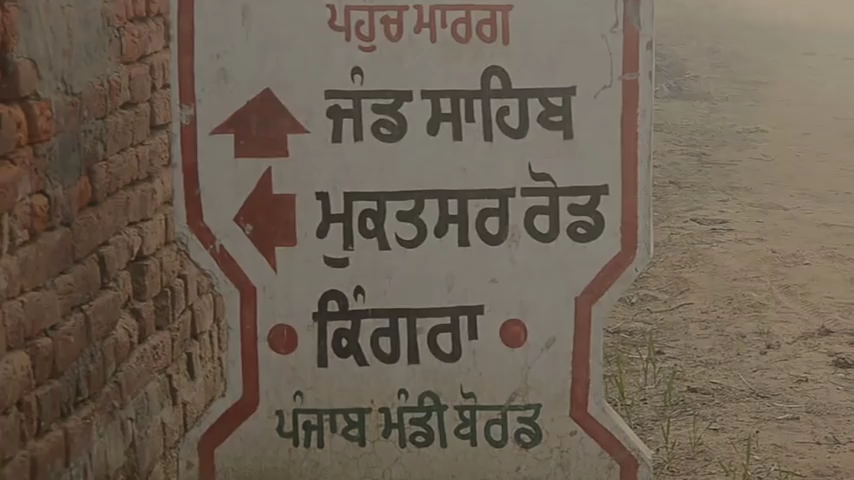 ਪਹੁਚ ਮਾਰਗ
ਜੰਡ ਸਾਹਿਬ
ਮੁਕਤਸਰ ਰੋਡ
ਕਿੰਗਰਾ
ਪੰਜਾਬ ਮੰਡੀ ਬੋਰਡ